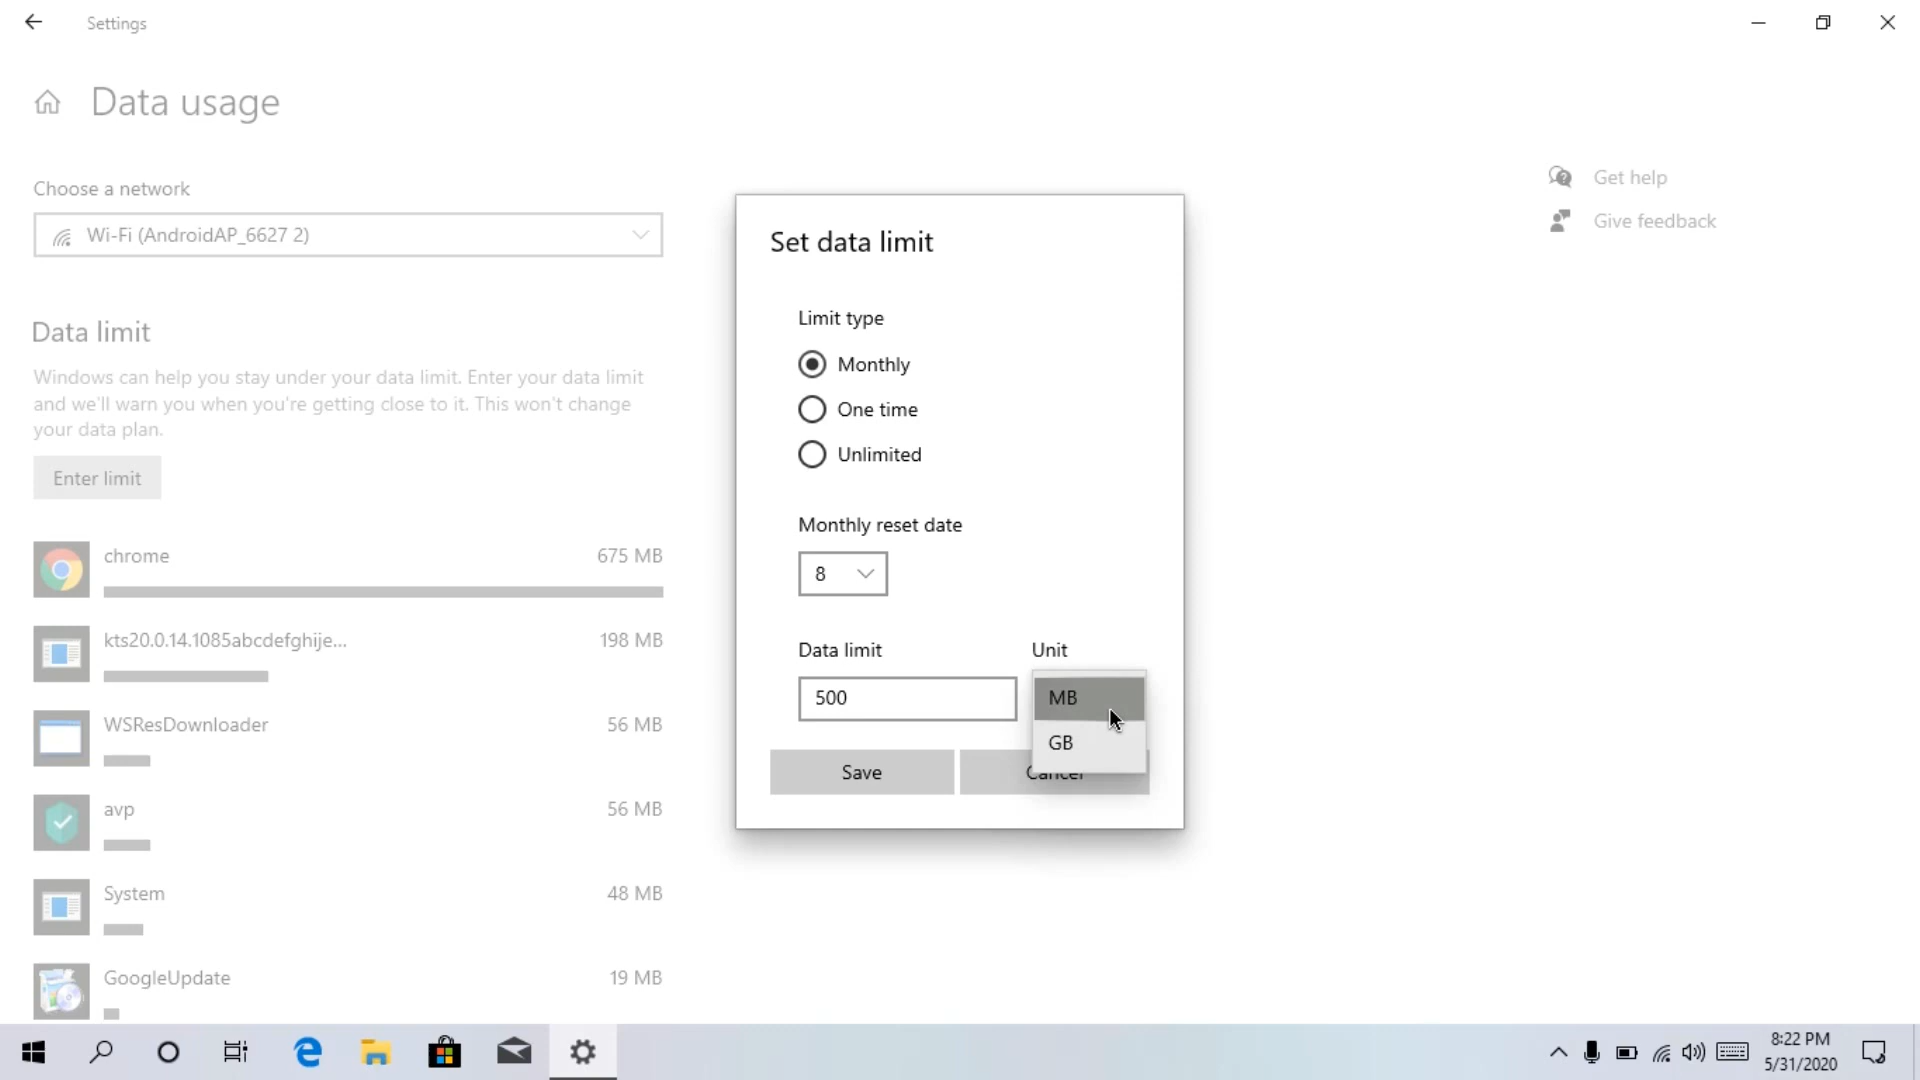 Settings
Data usage
Choose a network
Wi-Fi (AndroidAP_6627 2)
Data limit
Windows can help you stay under your data limit. Enter your data limit
and we'll warn you when you're getting close to it. This won't change
your data plan.
Enter limit
chrome 675 MB
kts20.0.14.1085abcdefghije... 198 MB
WSResDownloader 56 MB
avp 56 MB
System 48 MB
GoogleUpdate 19 MB
Set data limit
Limit type
Monthly
One time
Unlimited
Monthly reset date
8
Data limit Unit
500 MB
GB
Save Cancel
Get help
Give feedback
8:22 PM
5/31/2020